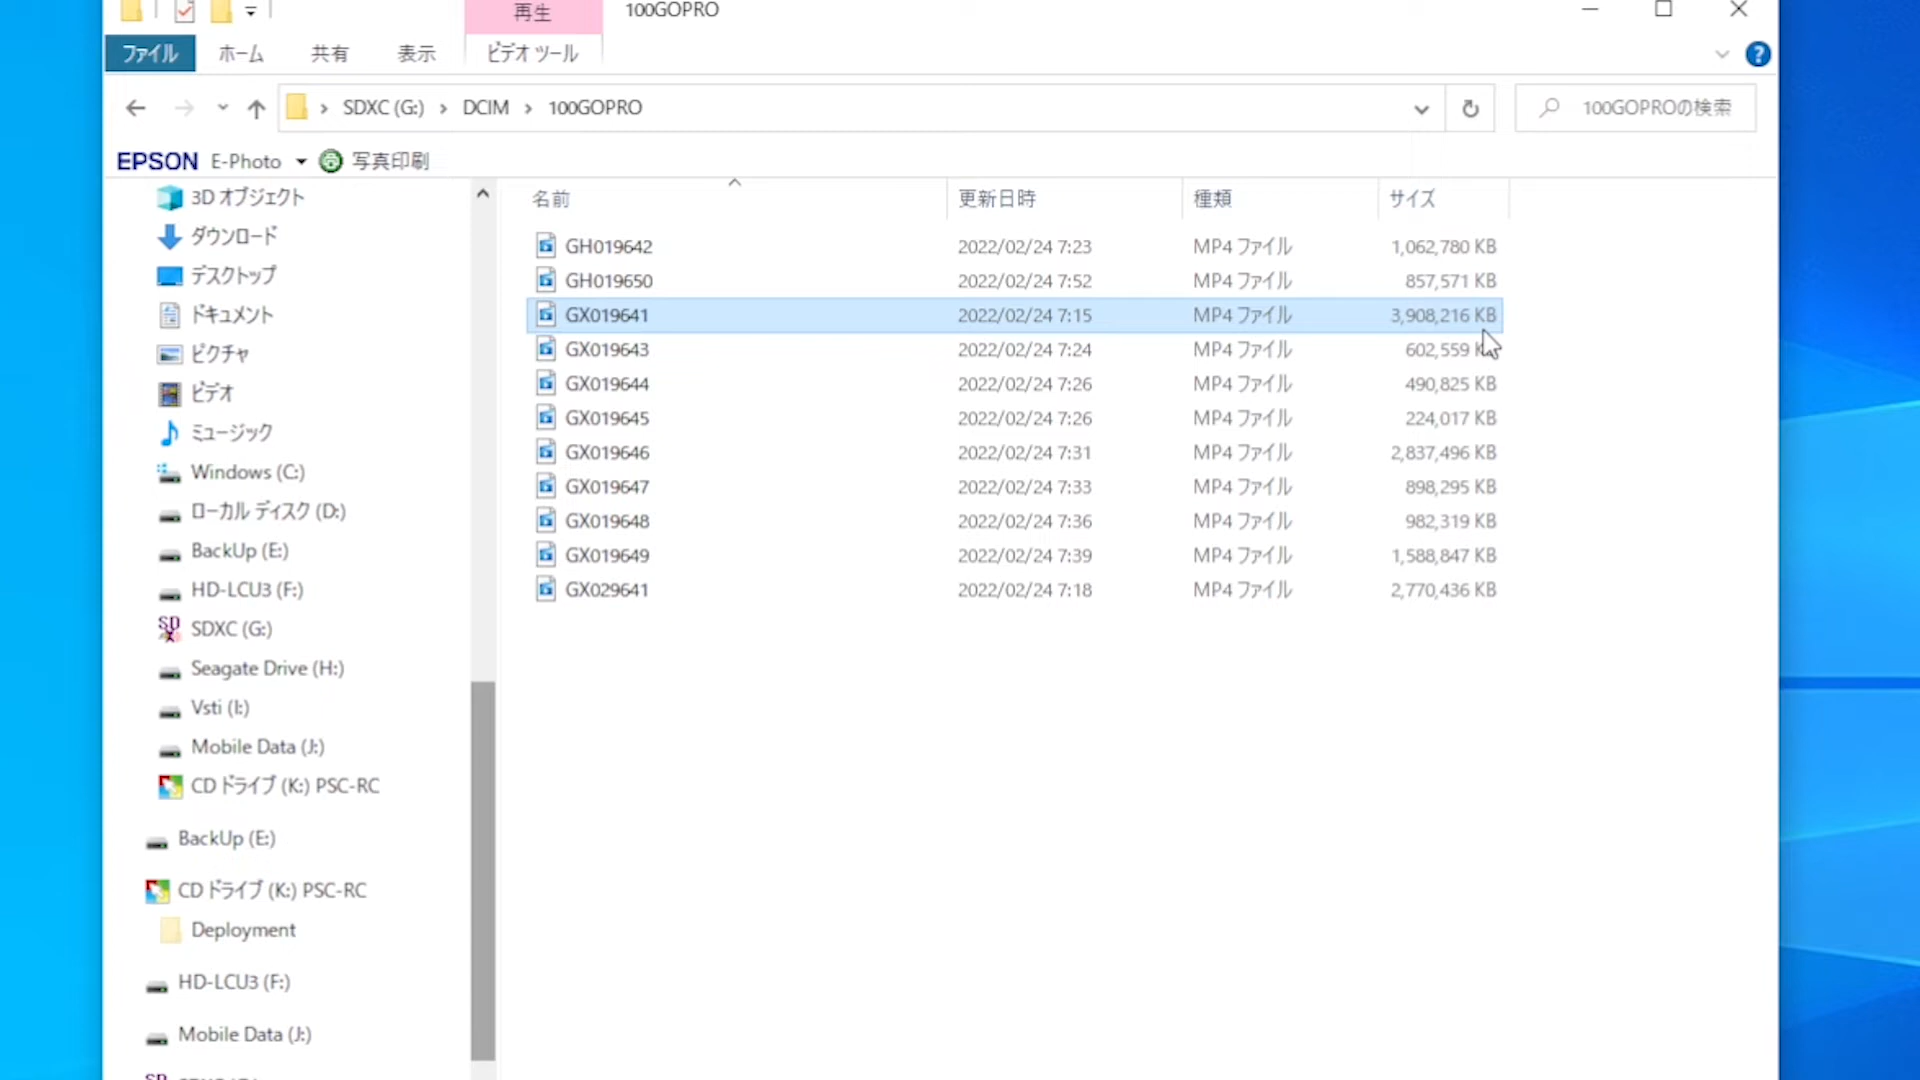 再生
100GOPRO
ファイル ホーム 共有 表示 ビデオ ツール
SDXC (G:) › DCIM › 100GOPRO
100GOPROの検索
EPSON E-Photo 写真印刷
3D オブジェクト
ダウンロード
デスクトップ
ドキュメント
ピクチャ
ビデオ
ミュージック
Windows (C:)
ローカル ディスク (D:)
BackUp (E:)
HD-LCU3 (F:)
SDXC (G:)
Seagate Drive (H:)
Vsti (I:)
Mobile Data (J:)
CD ドライブ (K:) PSC-RC
BackUp (E:)
CD ドライブ (K:) PSC-RC
Deployment
HD-LCU3 (F:)
Mobile Data (J:)
名前 更新日時 種類 サイズ
GH019642 2022/02/24 7:23 MP4 ファイル 1,062,780 KB
GH019650 2022/02/24 7:52 MP4 ファイル 857,571 KB
GX019641 2022/02/24 7:15 MP4 ファイル 3,908,216 KB
GX019643 2022/02/24 7:24 MP4 ファイル 602,559 KB
GX019644 2022/02/24 7:26 MP4 ファイル 490,825 KB
GX019645 2022/02/24 7:26 MP4 ファイル 224,017 KB
GX019646 2022/02/24 7:31 MP4 ファイル 2,837,496 KB
GX019647 2022/02/24 7:33 MP4 ファイル 898,295 KB
GX019648 2022/02/24 7:36 MP4 ファイル 982,319 KB
GX019649 2022/02/24 7:39 MP4 ファイル 1,588,847 KB
GX029641 2022/02/24 7:18 MP4 ファイル 2,770,436 KB